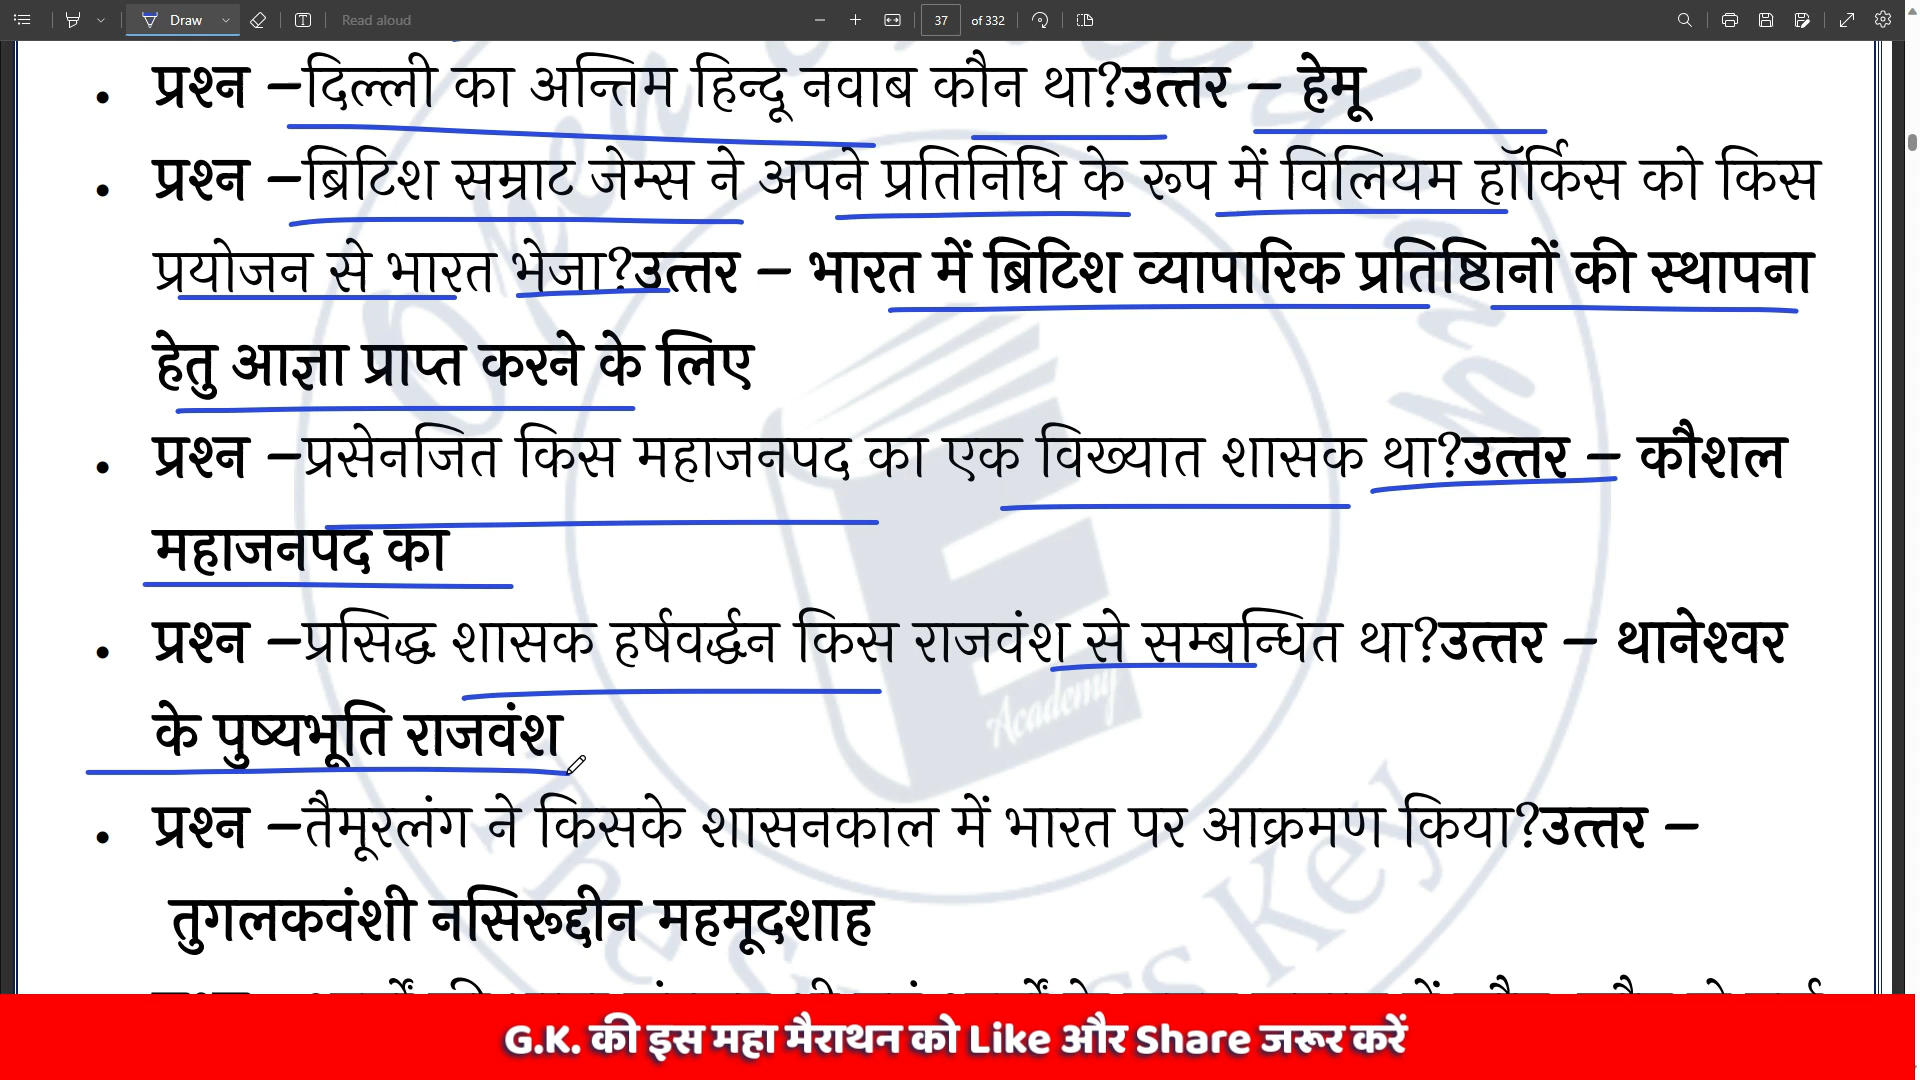 Draw
Read aloud
37 of 332
• प्रश्न –दिल्ली का अन्तिम हिन्दू नवाब कौन था?उत्तर – हेमू
• प्रश्न –ब्रिटिश सम्राट जेम्स ने अपने प्रतिनिधि के रूप में विलियम हॉर्किस को किस
प्रयोजन से भारत भेजा?उत्तर – भारत में ब्रिटिश व्यापारिक प्रतिष्ठिानों की स्थापना
हेतु आज्ञा प्राप्त करने के लिए
• प्रश्न –प्रसेनजित किस महाजनपद का एक विख्यात शासक था?उत्तर – कौशल
महाजनपद का
• प्रश्न –प्रसिद्ध शासक हर्षवर्द्धन किस राजवंश से सम्बन्धित था?उत्तर – थानेश्वर
के पुष्यभूति राजवंश
• प्रश्न –तैमूरलंग ने किसके शासनकाल में भारत पर आक्रमण किया?उत्तर –
तुगलकवंशी नसिरूद्दीन महमूदशाह
Academy
G.K. की इस महा मैराथन को Like और Share जरूर करें